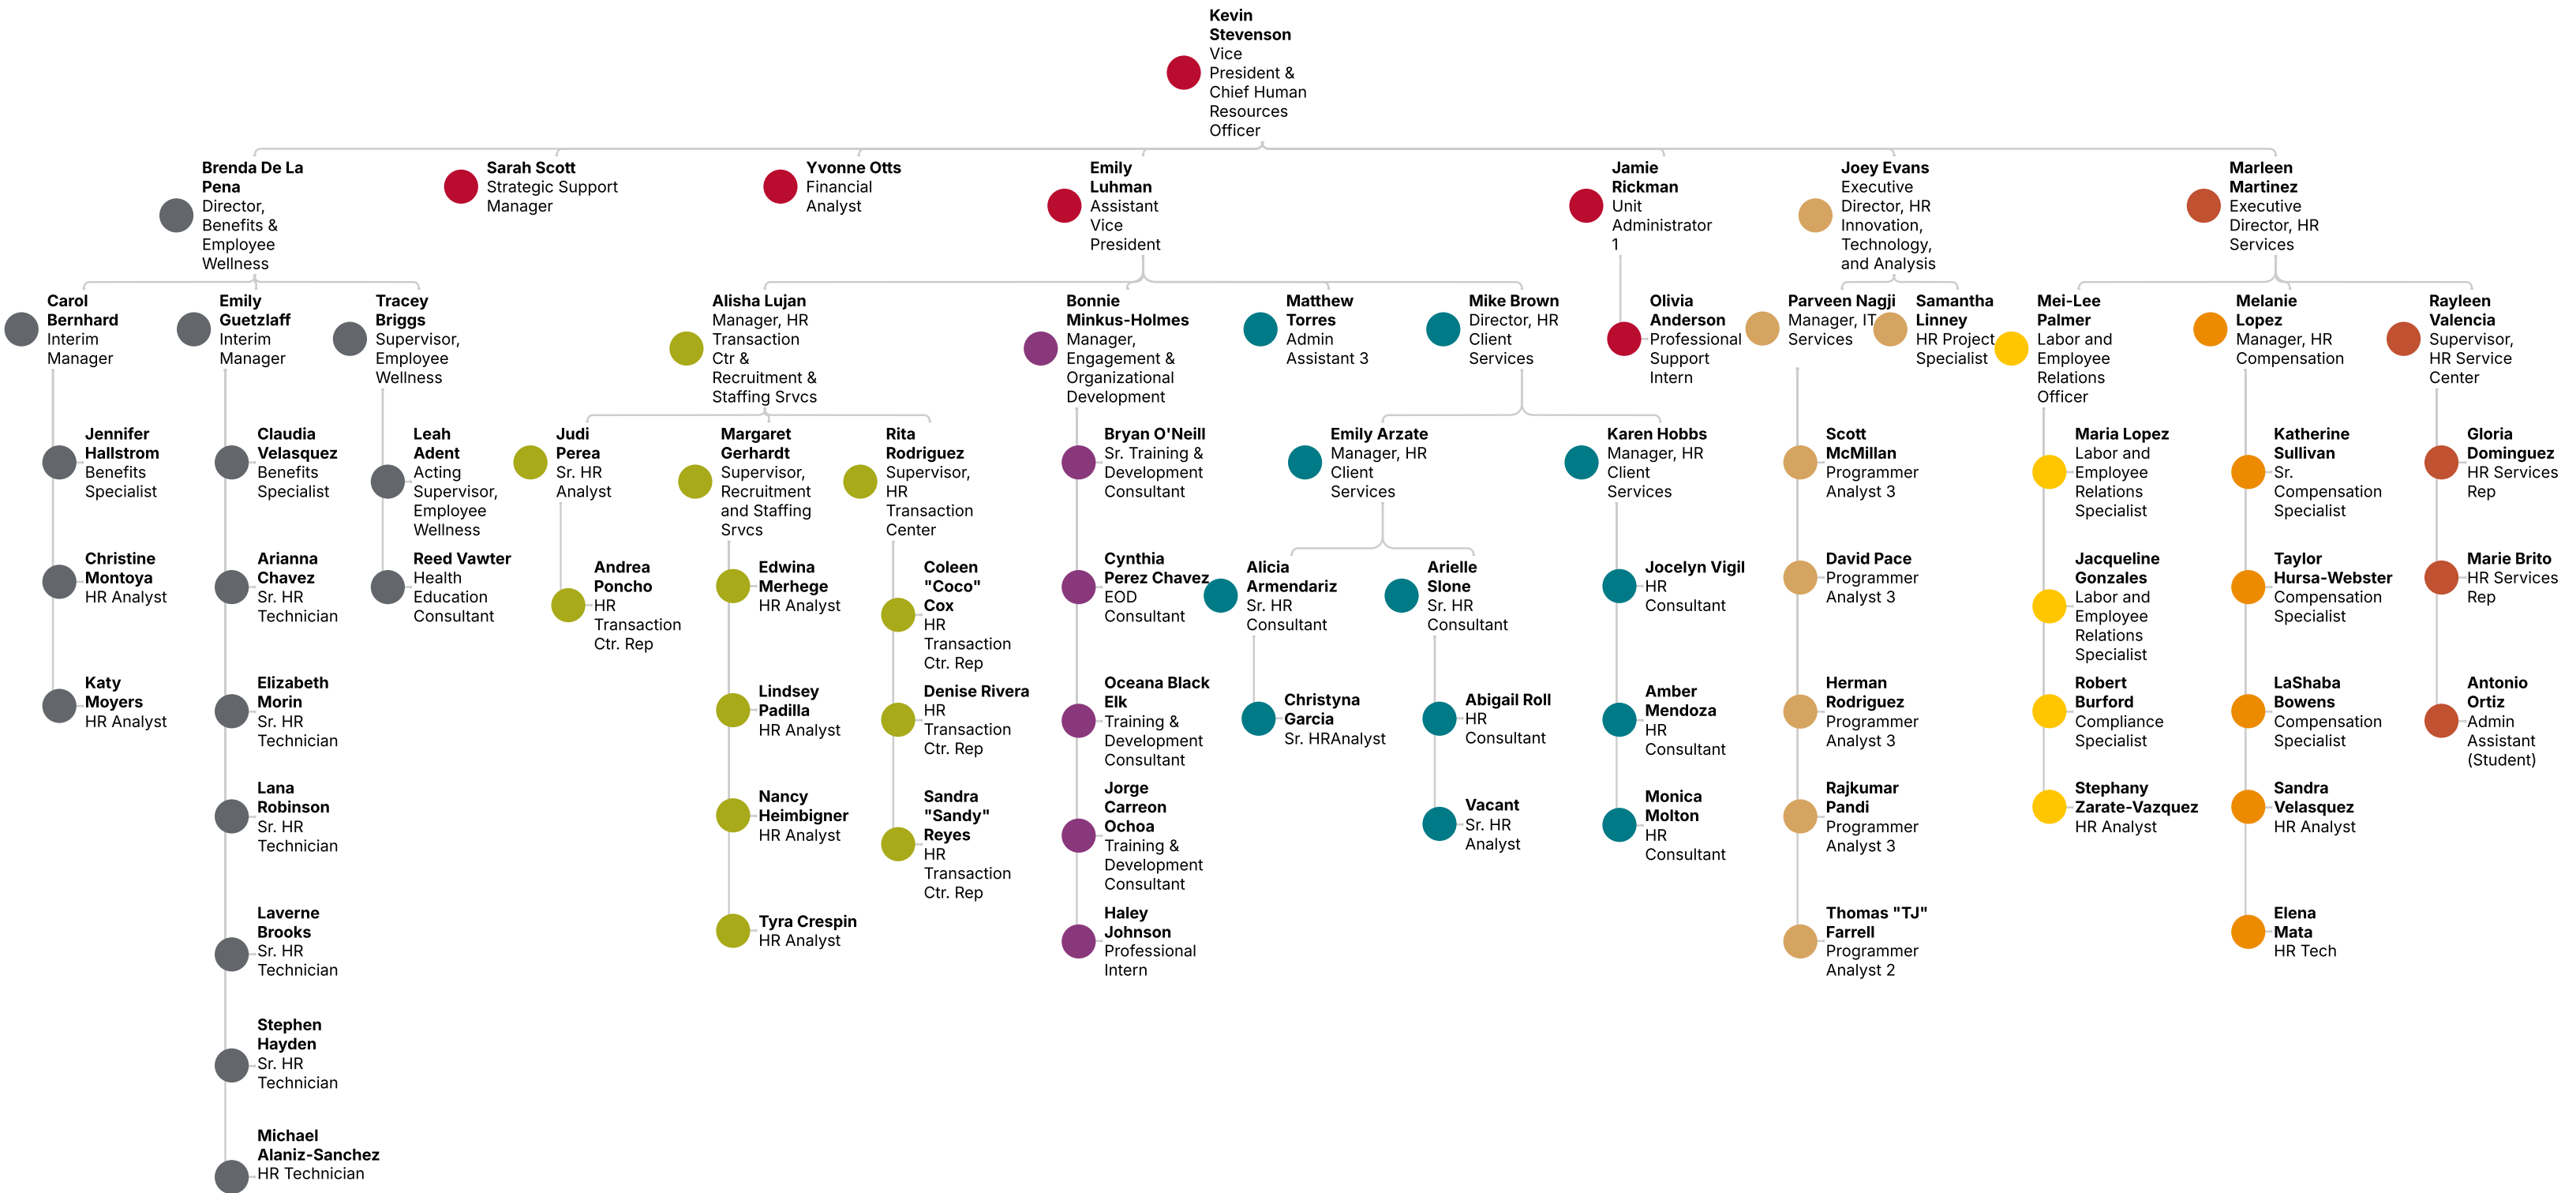 Kevin
Stevenson
Vice
President &
Chief Human
Resources
Officer
Brenda De La
Pena
Director,
Benefits &
Employee
Wellness
Sarah Scott
Strategic Support
Manager
Yvonne Otts
Financial
Analyst
Emily
Luhman
Assistant
Vice
President
Jamie
Rickman
Unit
Administrator
1
Joey Evans
Executive
Director, HR
Innovation,
Technology,
and Analysis
Marleen
Martinez
Executive
Director, HR
Services
Carol
Bernhard
Interim
Manager
Emily
Guetzlaff
Interim
Manager
Tracey
Briggs
Supervisor,
Employee
Wellness
Alisha Lujan
Manager, HR
Transaction
Ctr &
Recruitment &
Staffing Srvcs
Bonnie
Minkus-Holmes
Manager,
Engagement &
Organizational
Development
Matthew
Torres
Admin
Assistant 3
Mike Brown
Director, HR
Client
Services
Olivia
Anderson
Professional
Support
Intern
Parveen Nagji
Manager, IT
Services
Samantha
Linney
HR Project
Specialist
Mei-Lee
Palmer
Labor and
Employee
Relations
Officer
Melanie
Lopez
Manager, HR
Compensation
Rayleen
Valencia
Supervisor,
HR Service
Center
Jennifer
Hallstrom
Benefits
Specialist
Claudia
Velasquez
Benefits
Specialist
Leah
Adent
Acting
Supervisor,
Employee
Wellness
Judi
Perea
Sr. HR
Analyst
Margaret
Gerhardt
Supervisor,
Recruitment
and Staffing
Srvcs
Rita
Rodriguez
Supervisor,
HR
Transaction
Center
Bryan O'Neill
Sr. Training &
Development
Consultant
Emily Arzate
Manager, HR
Client
Services
Karen Hobbs
Manager, HR
Client
Services
Scott
McMillan
Programmer
Analyst 3
Maria Lopez
Labor and
Employee
Relations
Specialist
Katherine
Sullivan
Sr.
Compensation
Specialist
Gloria
Dominguez
HR Services
Rep
Christine
Montoya
HR Analyst
Arianna
Chavez
Sr. HR
Technician
Reed Vawter
Health
Education
Consultant
Andrea
Poncho
HR
Transaction
Ctr. Rep
Edwina
Merhege
HR Analyst
Coleen
"Coco"
Cox
HR
Transaction
Ctr. Rep
Cynthia
Perez Chavez
EOD
Consultant
Alicia
Armendariz
Sr. HR
Consultant
Arielle
Slone
Sr. HR
Consultant
Jocelyn Vigil
HR
Consultant
David Pace
Programmer
Analyst 3
Jacqueline
Gonzales
Labor and
Employee
Relations
Specialist
Taylor
Hursa-Webster
Compensation
Specialist
Marie Brito
HR Services
Rep
Katy
Moyers
HR Analyst
Elizabeth
Morin
Sr. HR
Technician
Lindsey
Padilla
HR Analyst
Denise Rivera
HR
Transaction
Ctr. Rep
Oceana Black
Elk
Training &
Development
Consultant
Christyna
Garcia
Sr. HRAnalyst
Abigail Roll
HR
Consultant
Amber
Mendoza
HR
Consultant
Herman
Rodriguez
Programmer
Analyst 3
Robert
Burford
Compliance
Specialist
LaShaba
Bowens
Compensation
Specialist
Antonio
Ortiz
Admin
Assistant
(Student)
Lana
Robinson
Sr. HR
Technician
Nancy
Heimbigner
HR Analyst
Sandra
"Sandy"
Reyes
HR
Transaction
Ctr. Rep
Jorge
Carreon
Ochoa
Training &
Development
Consultant
Vacant
Sr. HR
Analyst
Monica
Molton
HR
Consultant
Rajkumar
Pandi
Programmer
Analyst 3
Stephany
Zarate-Vazquez
HR Analyst
Sandra
Velasquez
HR Analyst
Laverne
Brooks
Sr. HR
Technician
Tyra Crespin
HR Analyst
Haley
Johnson
Professional
Intern
Thomas "TJ"
Farrell
Programmer
Analyst 2
Elena
Mata
HR Tech
Stephen
Hayden
Sr. HR
Technician
Michael
Alaniz-Sanchez
HR Technician